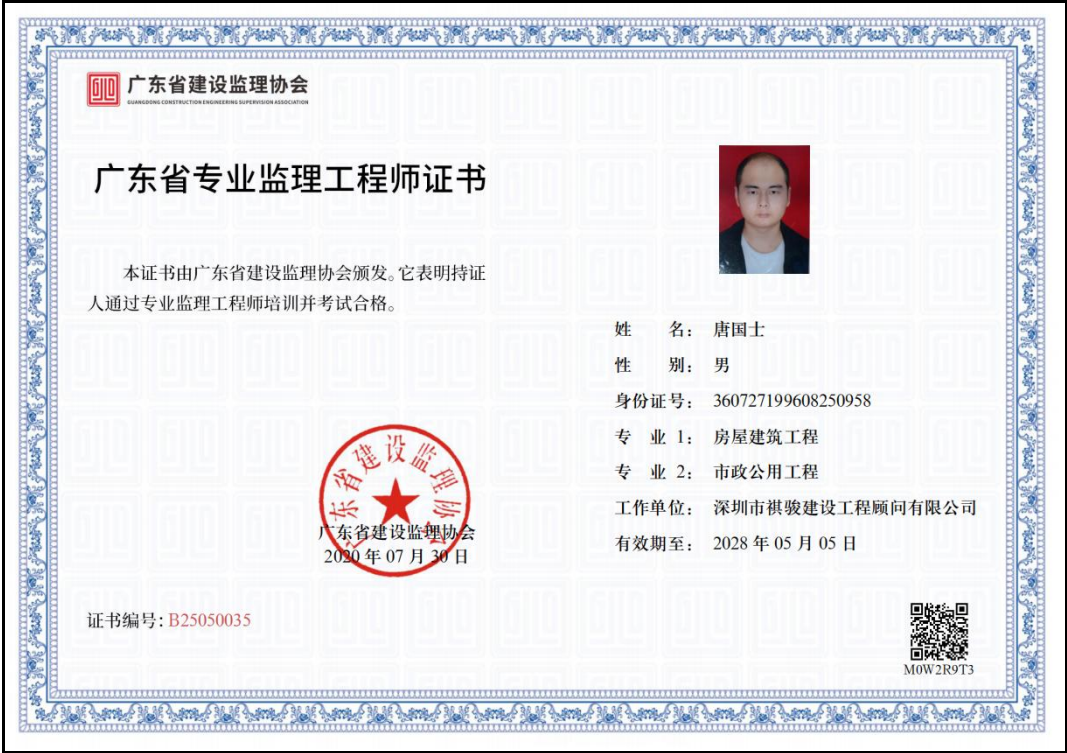 广东省建设监理协会
GUANGDONG CONSTRUCTION ENGINEERING SUPERVISION ASSOCIATION
广东省专业监理工程师证书
本证书由广东省建设监理协会颁发。它表明持证
人通过专业监理工程师培训并考试合格。
姓 名： 唐国士
性 别： 男
身份证号： 360727199608250958
专 业 1： 房屋建筑工程
专 业 2： 市政公用工程
工作单位： 深圳市祺骏建设工程顾问有限公司
有效期至： 2028 年 05 月 05 日
广东省建设监理协会
广东省建设监理协会
2020 年 07 月 30 日
证书编号：B25050035
M0W2R9T3